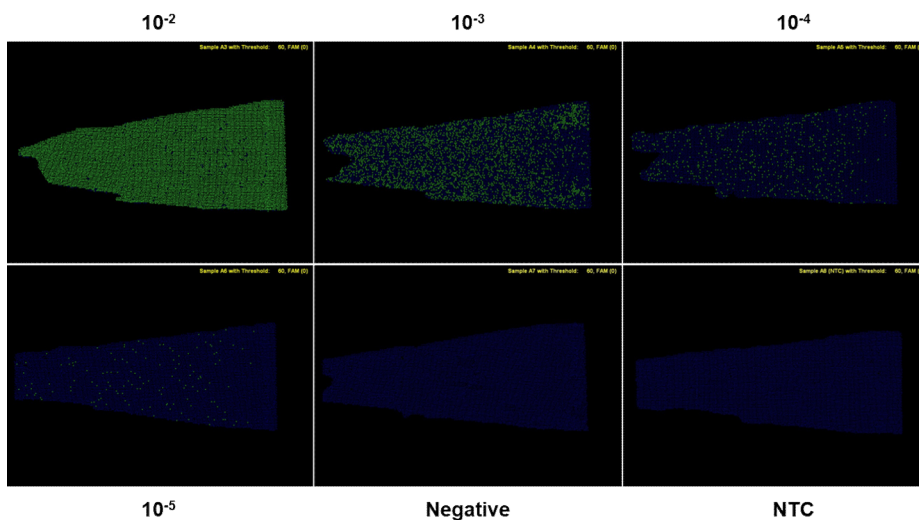 10⁻² 10⁻³ 10⁻⁴
Sample A3 with Threshold: 60, FAM (0) Sample A4 with Threshold: 60, FAM (0) Sample A5 with Threshold: 60, FAM (0)
Sample A6 with Threshold: 60, FAM (0) Sample A7 with Threshold: 60, FAM (0) Sample A8 (NTC) with Threshold: 60, FAM (0)
10⁻⁵ Negative NTC